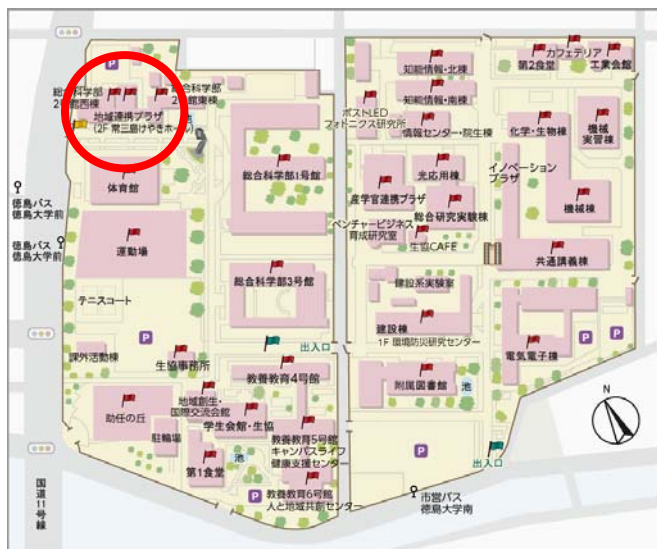 P
総合科学部
2号館西棟
総合科学部
2号館東棟
地域連携プラザ
(2F 常三島けやきホール)
池
体育館
徳島バス
徳島大学前
徳島バス
徳島大学前
運動場
テニスコート
総合科学部1号館
総合科学部3号館
P
課外活動棟
生協事務所
出入口
教養教育4号館
助任の丘
地域創生・
国際交流会館
学生会館・生協
駐輪場
第1食堂
池
教養教育5号館
キャンパスライフ
健康支援センター
P
教養教育6号館
人と地域共創センター
国道11号線
知能情報・北棟
カフェテリア
第2食堂
工業会館
知能情報・南棟
ポストLED
フォトニクス研究所
情報センター・院生棟
化学・生物棟
機械
実習棟
光応用棟
イノベーション
プラザ
産学官連携プラザ
総合研究実験棟
機械棟
ベンチャービジネス
育成研究室
生協CAFE
共通講義棟
建設系実験室
建設棟
1F 環境防災研究センター
P
P
電気電子棟
附属図書館
池
N
P
出入口
市営バス
徳島大学南